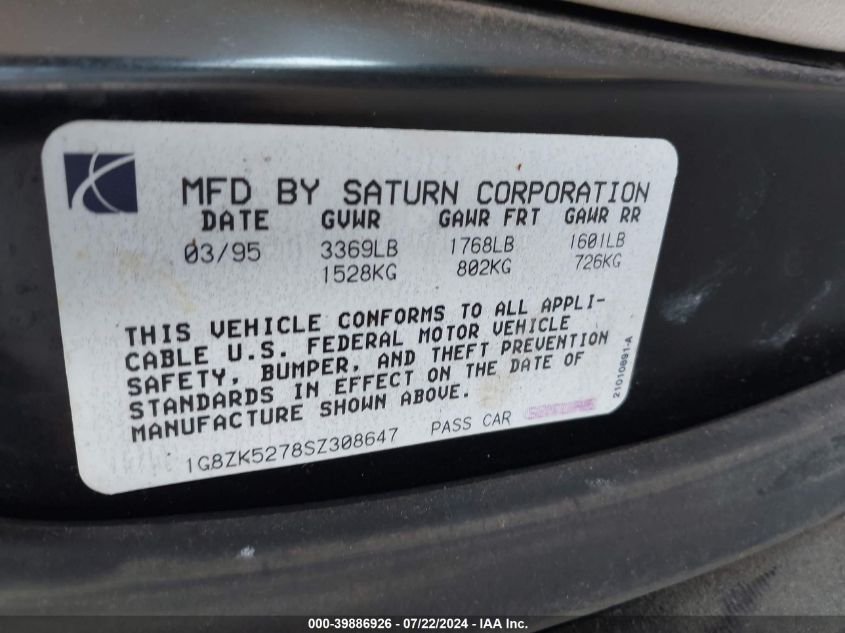 MFD BY SATURN CORPORATION
DATE GVWR GAWR FRT GAWR RR
03/95 3369LB 1768LB 1601LB
1528KG 802KG 726KG
THIS VEHICLE CONFORMS TO ALL APPLI-
CABLE U.S. FEDERAL MOTOR VEHICLE
SAFETY, BUMPER, AND THEFT PREVENTION
STANDARDS IN EFFECT ON THE DATE OF
MANUFACTURE SHOWN ABOVE.
1G8ZK5278SZ308647 PASS CAR
21010891-A
000-39886926 - 07/22/2024 - IAA Inc.